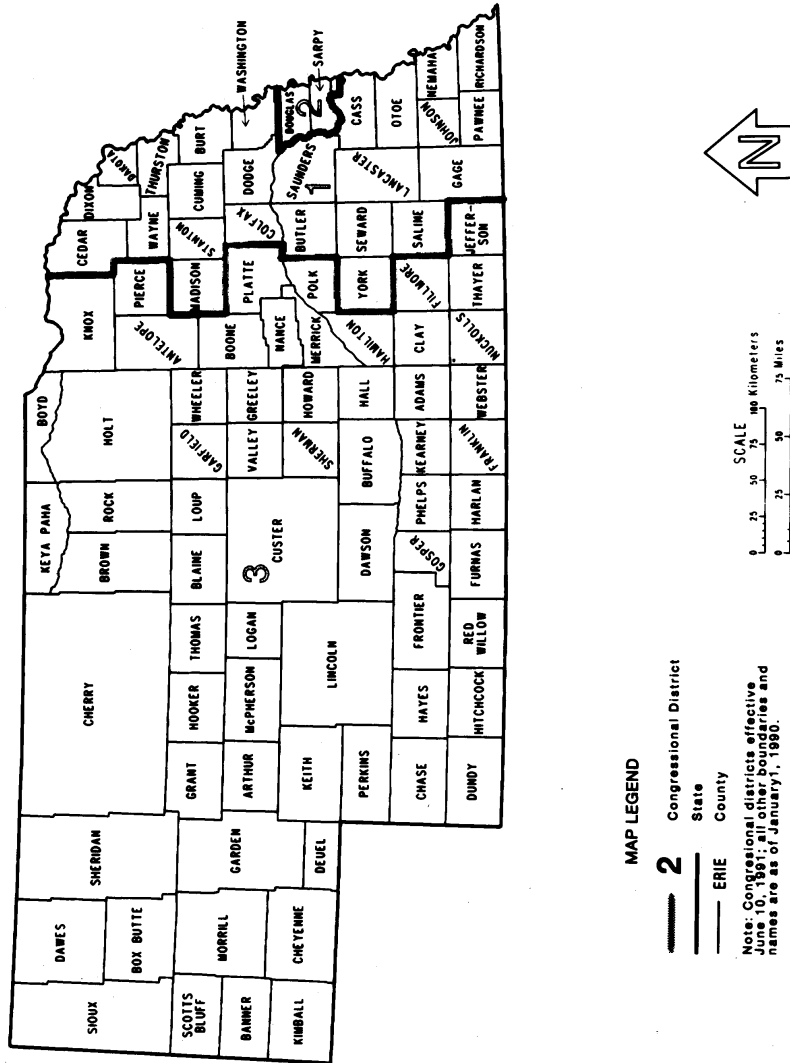 SIOUX
DAWES
BOX BUTTE
SHERIDAN
SCOTTS
BLUFF
BANNER
KIMBALL
MORRILL
CHEYENNE
GARDEN
DEUEL
CHERRY
GRANT
HOOKER
THOMAS
ARTHUR
McPHERSON
LOGAN
KEITH
LINCOLN
PERKINS
CHASE
HAYES
FRONTIER
DUNDY
HITCHCOCK
RED
WILLOW
KEYA PAHA
BROWN
ROCK
BOYD
HOLT
BLAINE
LOUP
GARFIELD
WHEELER
3
CUSTER
VALLEY
GREELEY
SHERMAN
HOWARD
DAWSON
BUFFALO
HALL
GOSPER
PHELPS
KEARNEY
ADAMS
FURNAS
HARLAN
FRANKLIN
WEBSTER
KNOX
ANTELOPE
PIERCE
BOONE
MADISON
PLATTE
NANCE
MERRICK
POLK
HAMILTON
YORK
CLAY
FILLMORE
NUCKOLLS
THAYER
CEDAR
DIXON
DAKOTA
WAYNE
THURSTON
STANTON
CUMING
BURT
COLFAX
DODGE
WASHINGTON
BUTLER
SAUNDERS
1
DOUGLAS
2
SARPY
SEWARD
LANCASTER
CASS
OTOE
SALINE
GAGE
JOHNSON
NEMAHA
JEFFER-
SON
PAWNEE
RICHARDSON
MAP LEGEND
2 Congressional District
State
ERIE County
Note: Congresional districts effective
June 10, 1991; all other boundaries and
names are as of January1, 1990.
SCALE
0 25 50 75 100 Kilometers
0 25 50 75 Miles
N